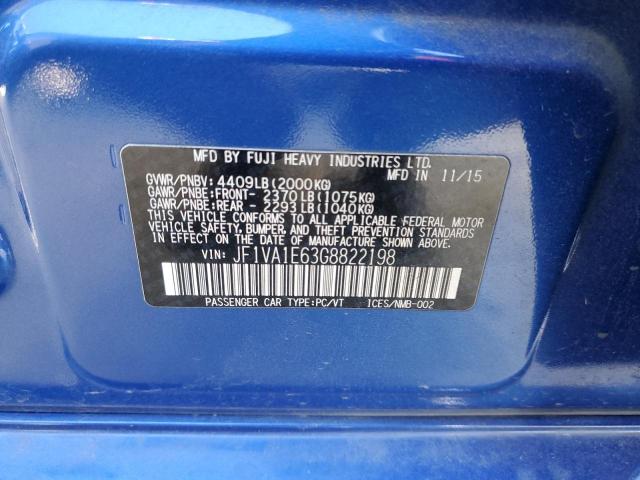 MFD BY FUJI HEAVY INDUSTRIES LTD.
MFD IN 11/15
GVWR/PNBV: 4409LB(2000KG)
GAWR/PNBE:FRONT- 2370LB(1075KG)
GAWR/PNBE:REAR - 2293LB(1040KG)
THIS VEHICLE CONFORMS TO ALL APPLICABLE FEDERAL MOTOR
VEHICLE SAFETY, BUMPER, AND THEFT PREVENTION STANDARDS
IN EFFECT ON THE DATE OF MANUFACTURE SHOWN ABOVE.
VIN: JF1VA1E63G8822198
PASSENGER CAR TYPE:PC/VT ICES/NMB-002